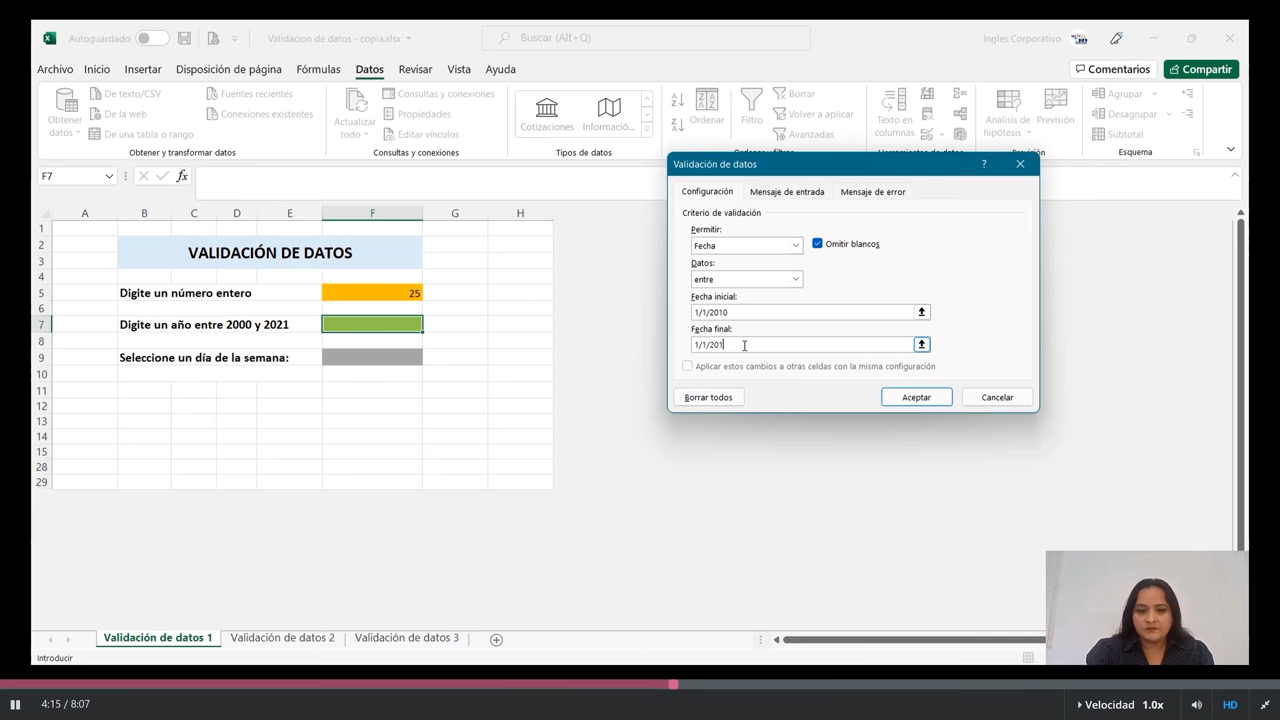 Autoguardado
Validacion de datos - copia.xlsx
Buscar (Alt+Q)
Ingles Corporativo
Archivo Inicio Insertar Disposición de página Fórmulas Datos Revisar Vista Ayuda
Comentarios Compartir
Obtener datos
De texto/CSV
De la web
De una tabla o rango
Fuentes recientes
Conexiones existentes
Obtener y transformar datos
Actualizar todo
Consultas y conexiones
Propiedades
Editar vínculos
Consultas y conexiones
Cotizaciones
Informació...
Tipos de datos
Ordenar
Filtro
Borrar
Volver a aplicar
Avanzadas
Texto en columnas
Análisis de hipótesis
Previsión
Previsión
Agrupar
Desagrupar
Subtotal
Esquema
F7
fx
A B C D E F G H
1
2
VALIDACIÓN DE DATOS
3
4
5 Digite un número entero 25
6
7 Digite un año entre 2000 y 2021
8
9 Seleccione un día de la semana:
10
11
12
13
14
15
28
29
Validación de datos
?
Configuración Mensaje de entrada Mensaje de error
Criterio de validación
Permitir:
Fecha
Omitir blancos
Datos:
entre
Fecha inicial:
1/1/2010
Fecha final:
1/1/201
Aplicar estos cambios a otras celdas con la misma configuración
Borrar todos Aceptar Cancelar
Validación de datos 1 Validación de datos 2 Validación de datos 3
Introducir
4:15 / 8:07
Velocidad 1.0x
HD